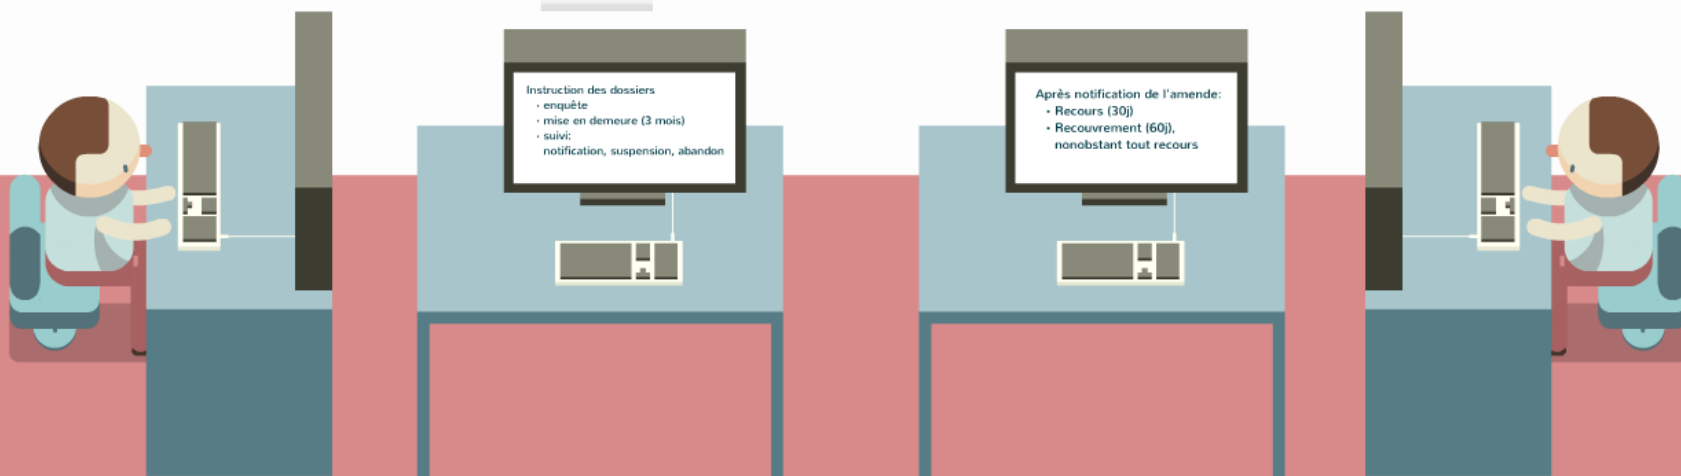 Instruction des dossiers
· enquête
· mise en demeure (3 mois)
· suivi:
notification, suspension, abandon
Après notification de l'amende:
· Recours (30j)
· Recouvrement (60j),
nonobstant tout recours